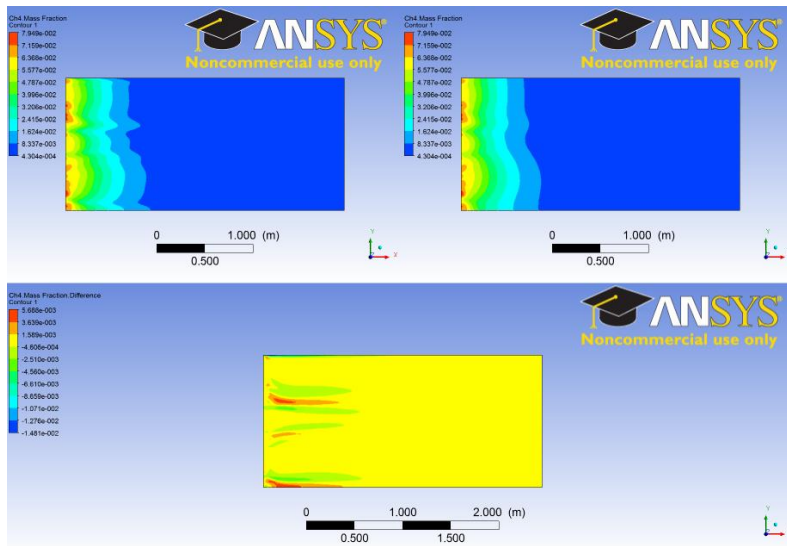 Ch4.Mass Fraction
Contour 1
7.949e-002
7.159e-002
6.368e-002
5.577e-002
4.787e-002
3.996e-002
3.206e-002
2.415e-002
1.624e-002
8.337e-003
4.304e-004
ANSYS
Noncommercial use only
0 1.000 (m)
0.500
Y
X
Ch4.Mass Fraction
Contour 1
7.949e-002
7.159e-002
6.368e-002
5.577e-002
4.787e-002
3.996e-002
3.206e-002
2.415e-002
1.624e-002
8.337e-003
4.304e-004
ANSYS
Noncommercial use only
0 1.000 (m)
0.500
Y
Ch4.Mass Fraction.Difference
Contour 1
5.688e-003
3.639e-003
1.589e-003
-4.606e-004
-2.510e-003
-4.560e-003
-6.610e-003
-8.659e-003
-1.071e-002
-1.276e-002
-1.481e-002
ANSYS
Noncommercial use only
0 1.000 2.000 (m)
0.500 1.500
Y